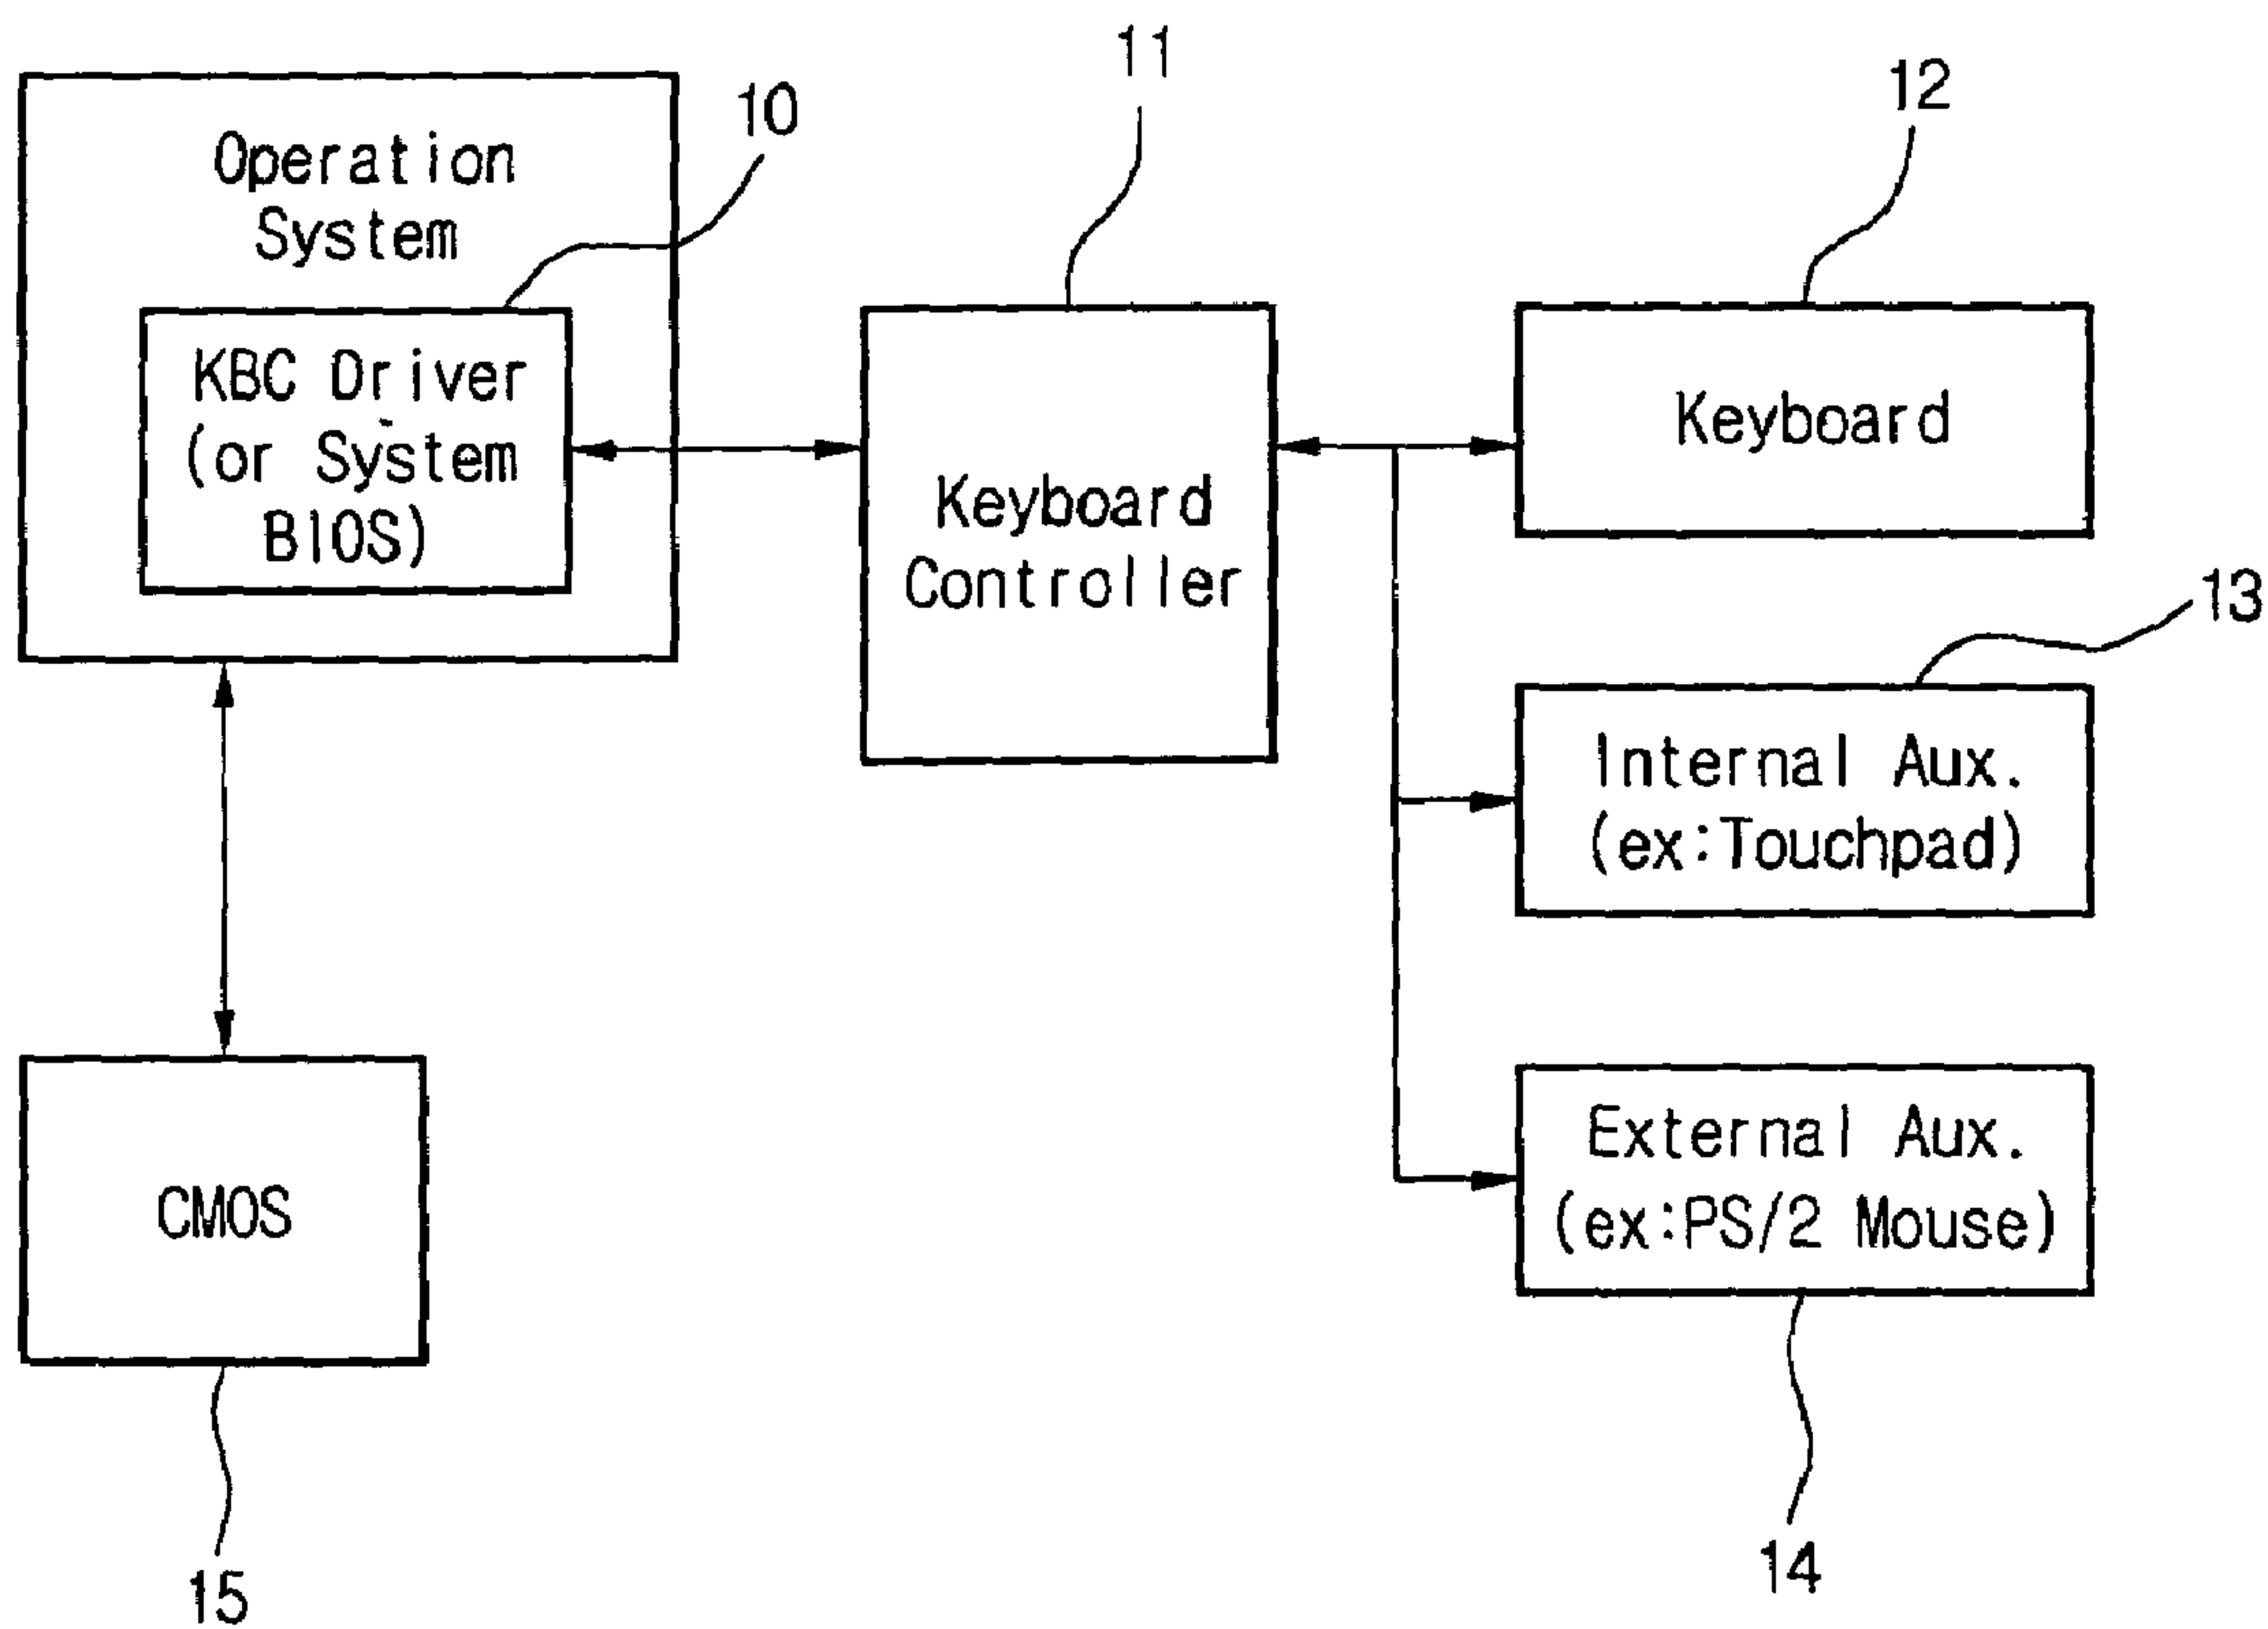 11
12
10
Operation
System
KBC Driver
(or System
BIOS)
Keyboard
Controller
Keyboard
13
Internal Aux.
(ex:Touchpad)
External Aux.
(ex:PS/2 Mouse)
CMOS
14
15